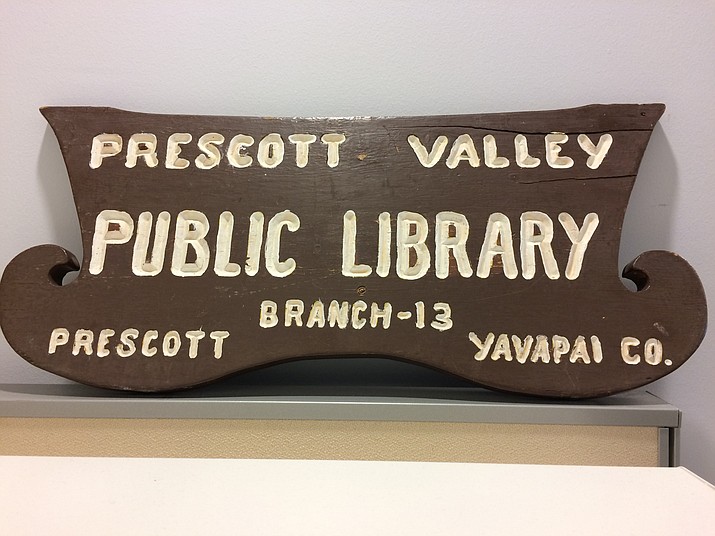 PRESCOTT VALLEY
PUBLIC LIBRARY
BRANCH-13
PRESCOTT YAVAPAI CO.